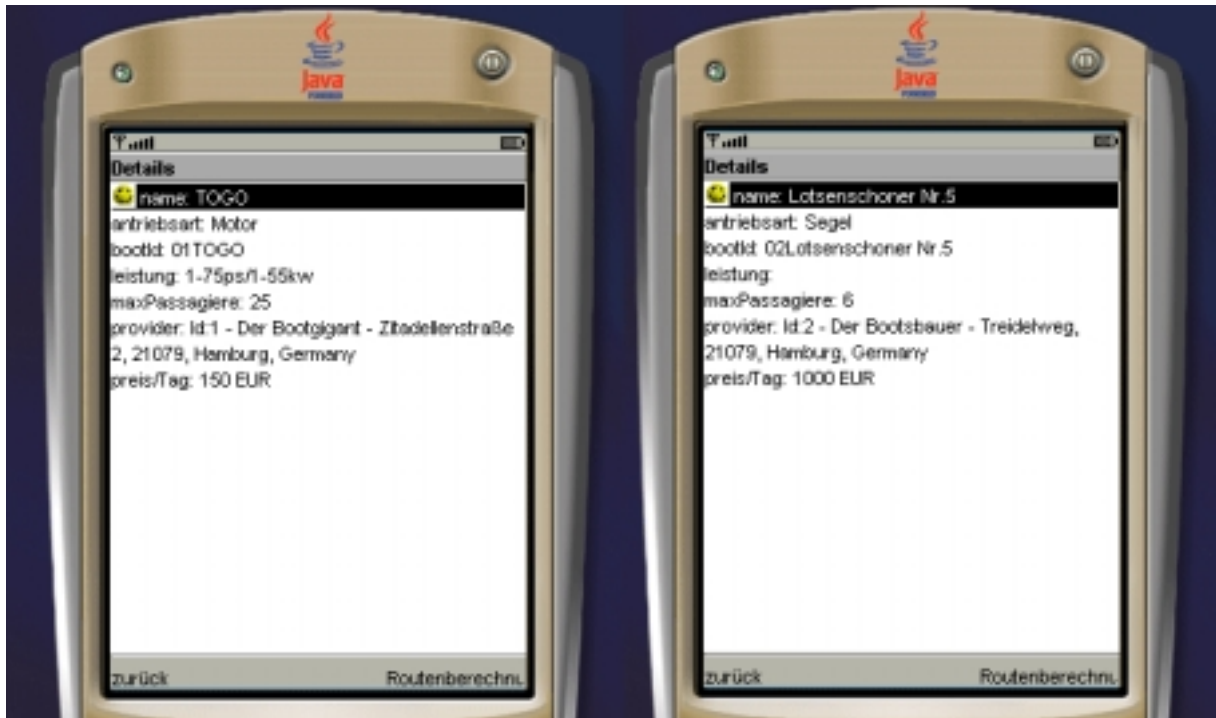 Java
POWERED
Details
name: TOGO
antriebsart: Motor
bootId: 01TOGO
leistung: 1-75ps/1-55kw
maxPassagiere: 25
provider: Id:1 - Der Bootgigant - Zitadellenstraße
2, 21079, Hamburg, Germany
preis/Tag: 150 EUR
zurück
Routenberechnu
Java
POWERED
Details
name: Lotsenschoner Nr.5
antriebsart: Segel
bootId: 02Lotsenschoner Nr.5
leistung:
maxPassagiere: 6
provider: Id:2 - Der Bootsbauer - Treidelweg,
21079, Hamburg, Germany
preis/Tag: 1000 EUR
zurück
Routenberechnu